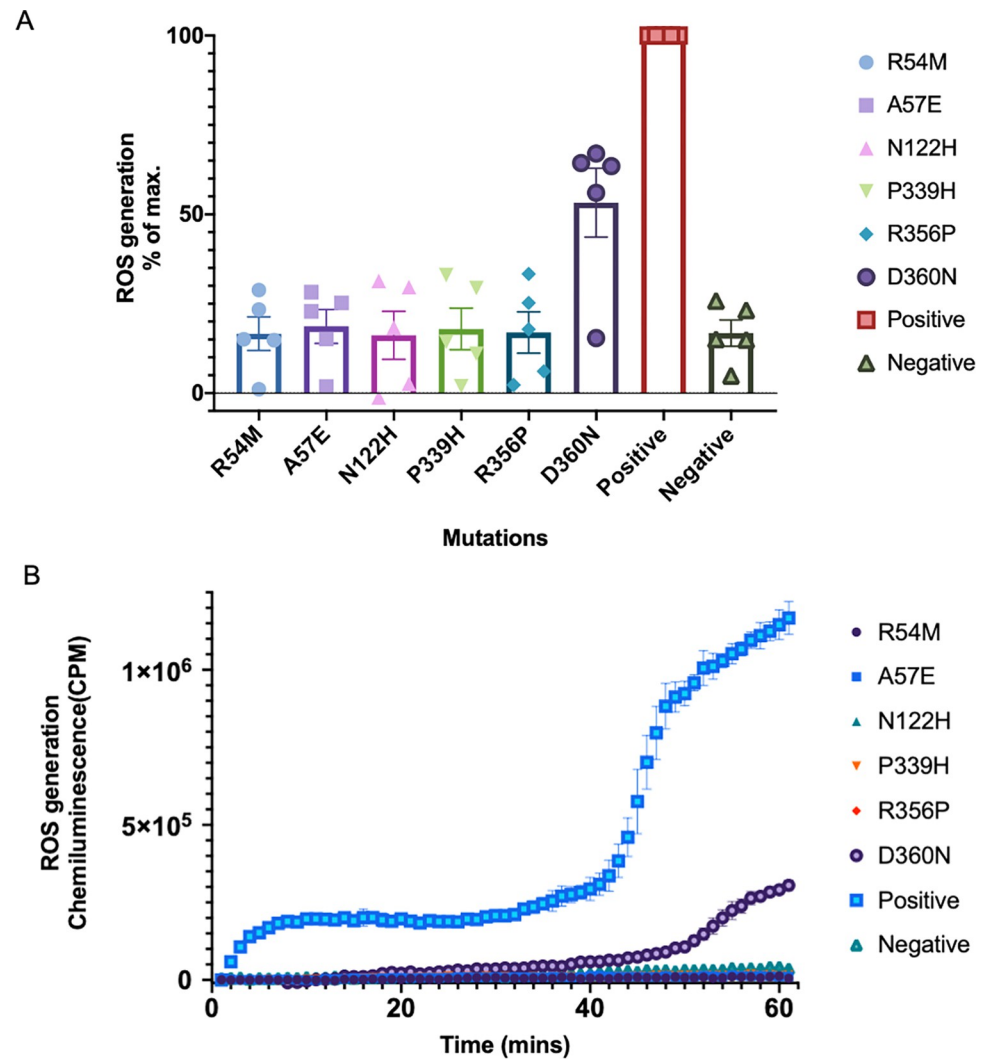 A
ROS generation
% of max.
100
50
0
R54M
A57E
N122H
P339H
R356P
D360N
Positive
Negative
Mutations
R54M
A57E
N122H
P339H
R356P
D360N
Positive
Negative
B
ROS generation
Chemiluminescence(CPM)
1×10⁶
5×10⁵
0
0
20
40
60
Time (mins)
R54M
A57E
N122H
P339H
R356P
D360N
Positive
Negative